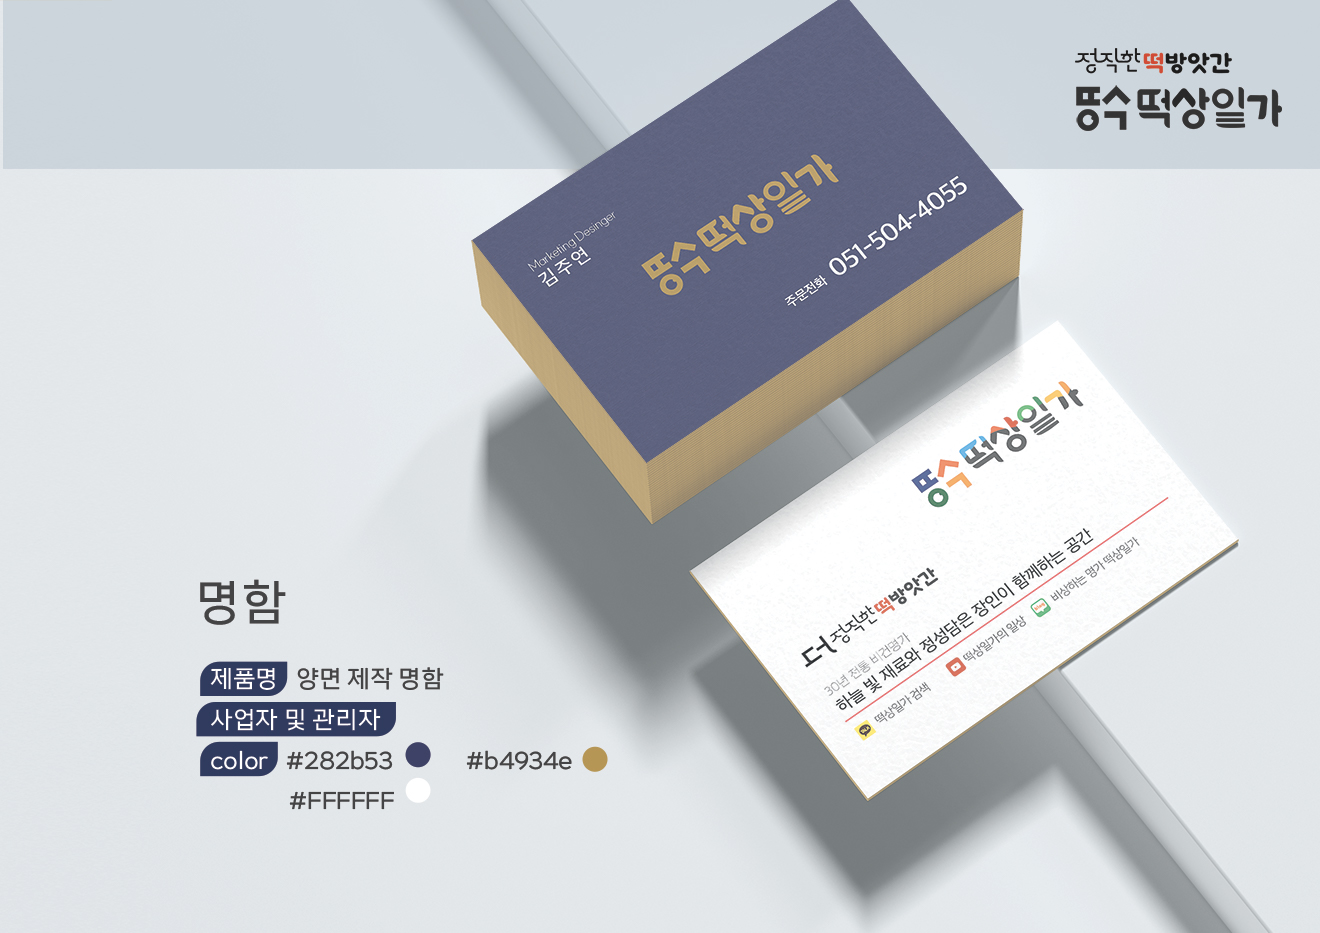 정직한떡방앗간
뚱수떡상일가
Marketing Desinger
김주연
뚱수떡상일가
주문전화 051-504-4055
뚱수떡상일가
더정직한떡방앗간
30년 전통 비건명가
하늘 빛 재료와 정성담은 장인이 함께하는 공간
떡상일가 검색
떡상일가의 일상
비상하는 명가 떡상일가
명함
제품명 양면 제작 명함
사업자 및 관리자
color #282b53 #b4934e
#FFFFFF